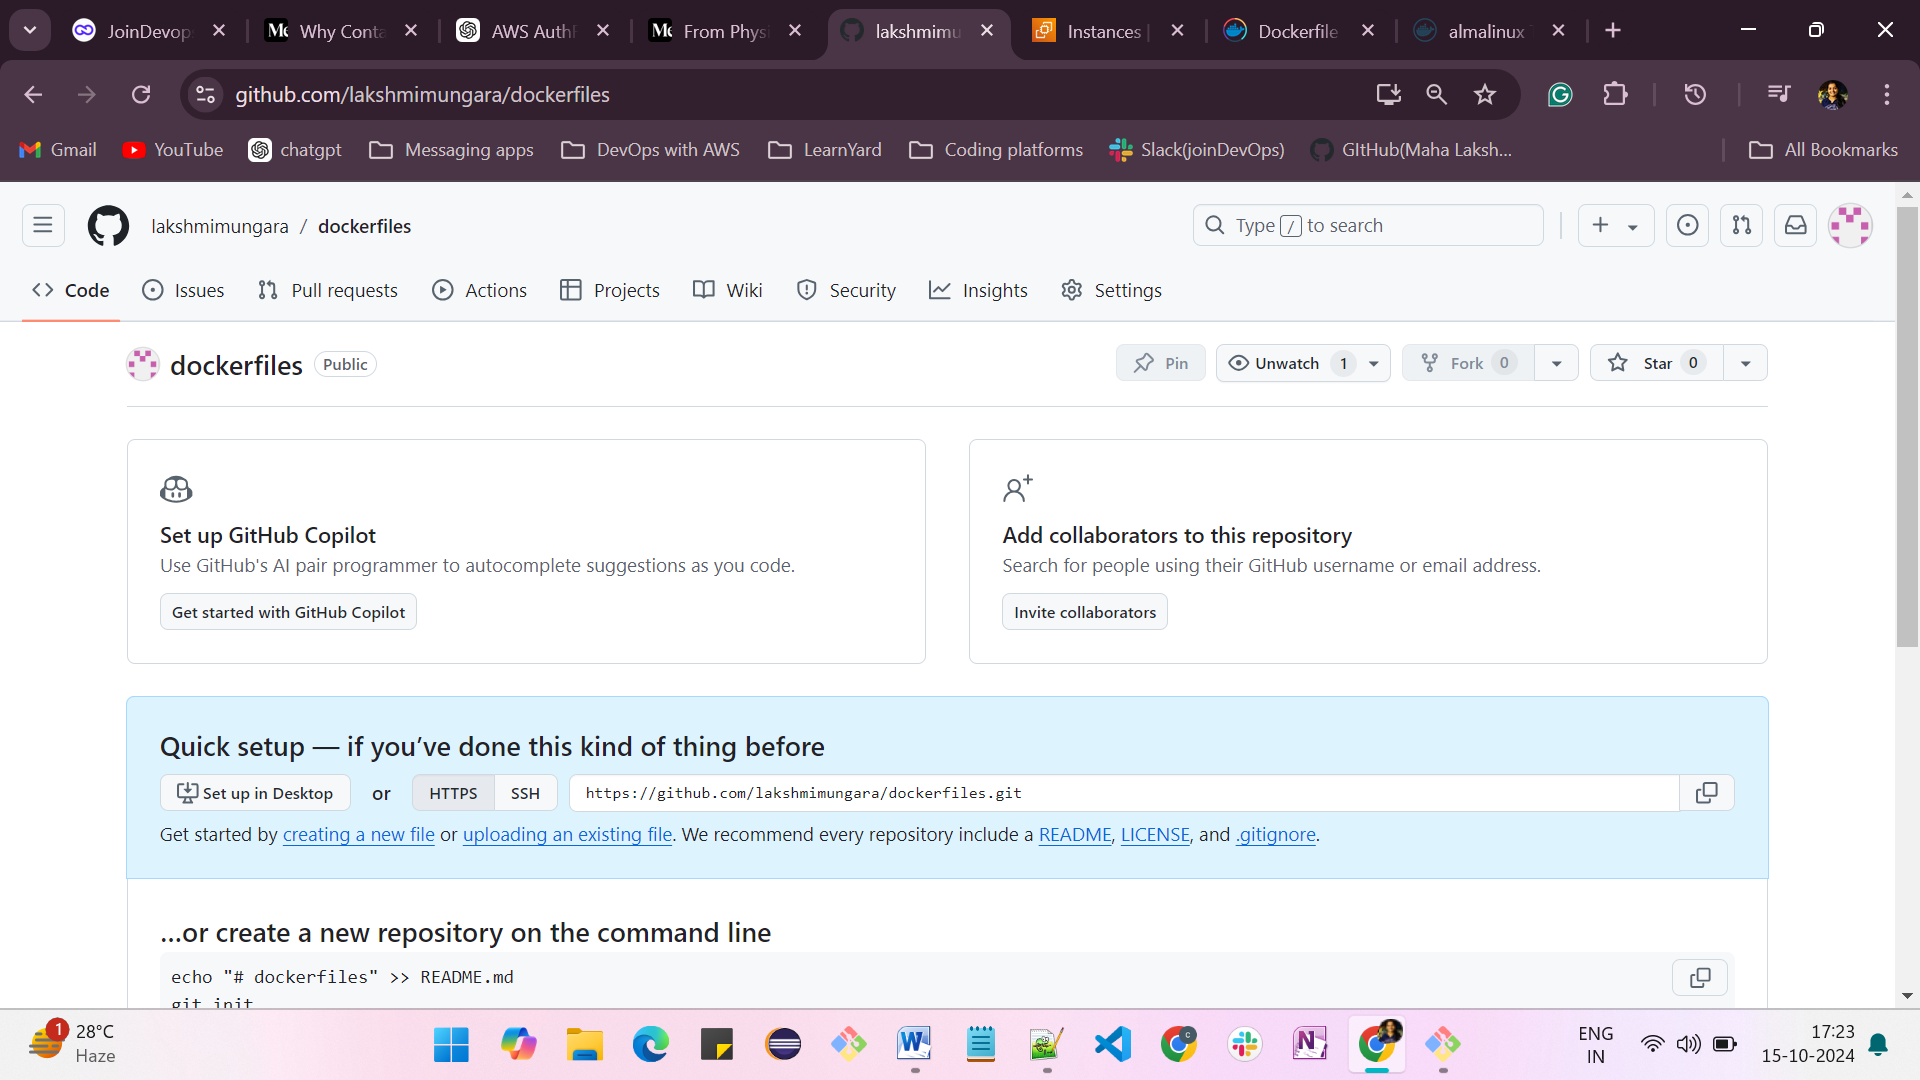 JoinDevop
Why Conta
AWS AuthF
From Physi
lakshmimu
Instances |
Dockerfile
almalinux
github.com/lakshmimungara/dockerfiles
Gmail
YouTube
chatgpt
Messaging apps
DevOps with AWS
LearnYard
Coding platforms
Slack(joinDevOps)
GItHub(Maha Laksh...
All Bookmarks
lakshmimungara / dockerfiles
Type / to search
Code
Issues
Pull requests
Actions
Projects
Wiki
Security
Insights
Settings
dockerfiles Public
Pin
Unwatch 1
Fork 0
Star 0
Set up GitHub Copilot
Use GitHub's AI pair programmer to autocomplete suggestions as you code.
Get started with GitHub Copilot
Add collaborators to this repository
Search for people using their GitHub username or email address.
Invite collaborators
Quick setup — if you’ve done this kind of thing before
Set up in Desktop or HTTPS SSH https://github.com/lakshmimungara/dockerfiles.git
Get started by creating a new file or uploading an existing file. We recommend every repository include a README, LICENSE, and .gitignore.
…or create a new repository on the command line
echo "# dockerfiles" >> README.md
git init
1
28°C
Haze
ENG
IN
17:23
15-10-2024